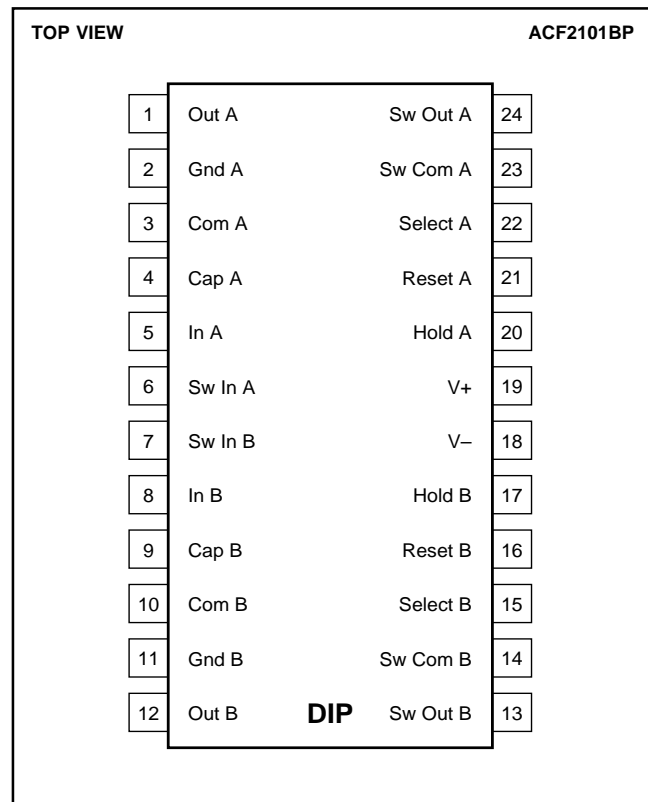 TOP VIEW ACF2101BP
1 Out A Sw Out A 24
2 Gnd A Sw Com A 23
3 Com A Select A 22
4 Cap A Reset A 21
5 In A Hold A 20
6 Sw In A V+ 19
7 Sw In B V– 18
8 In B Hold B 17
9 Cap B Reset B 16
10 Com B Select B 15
11 Gnd B Sw Com B 14
12 Out B DIP Sw Out B 13